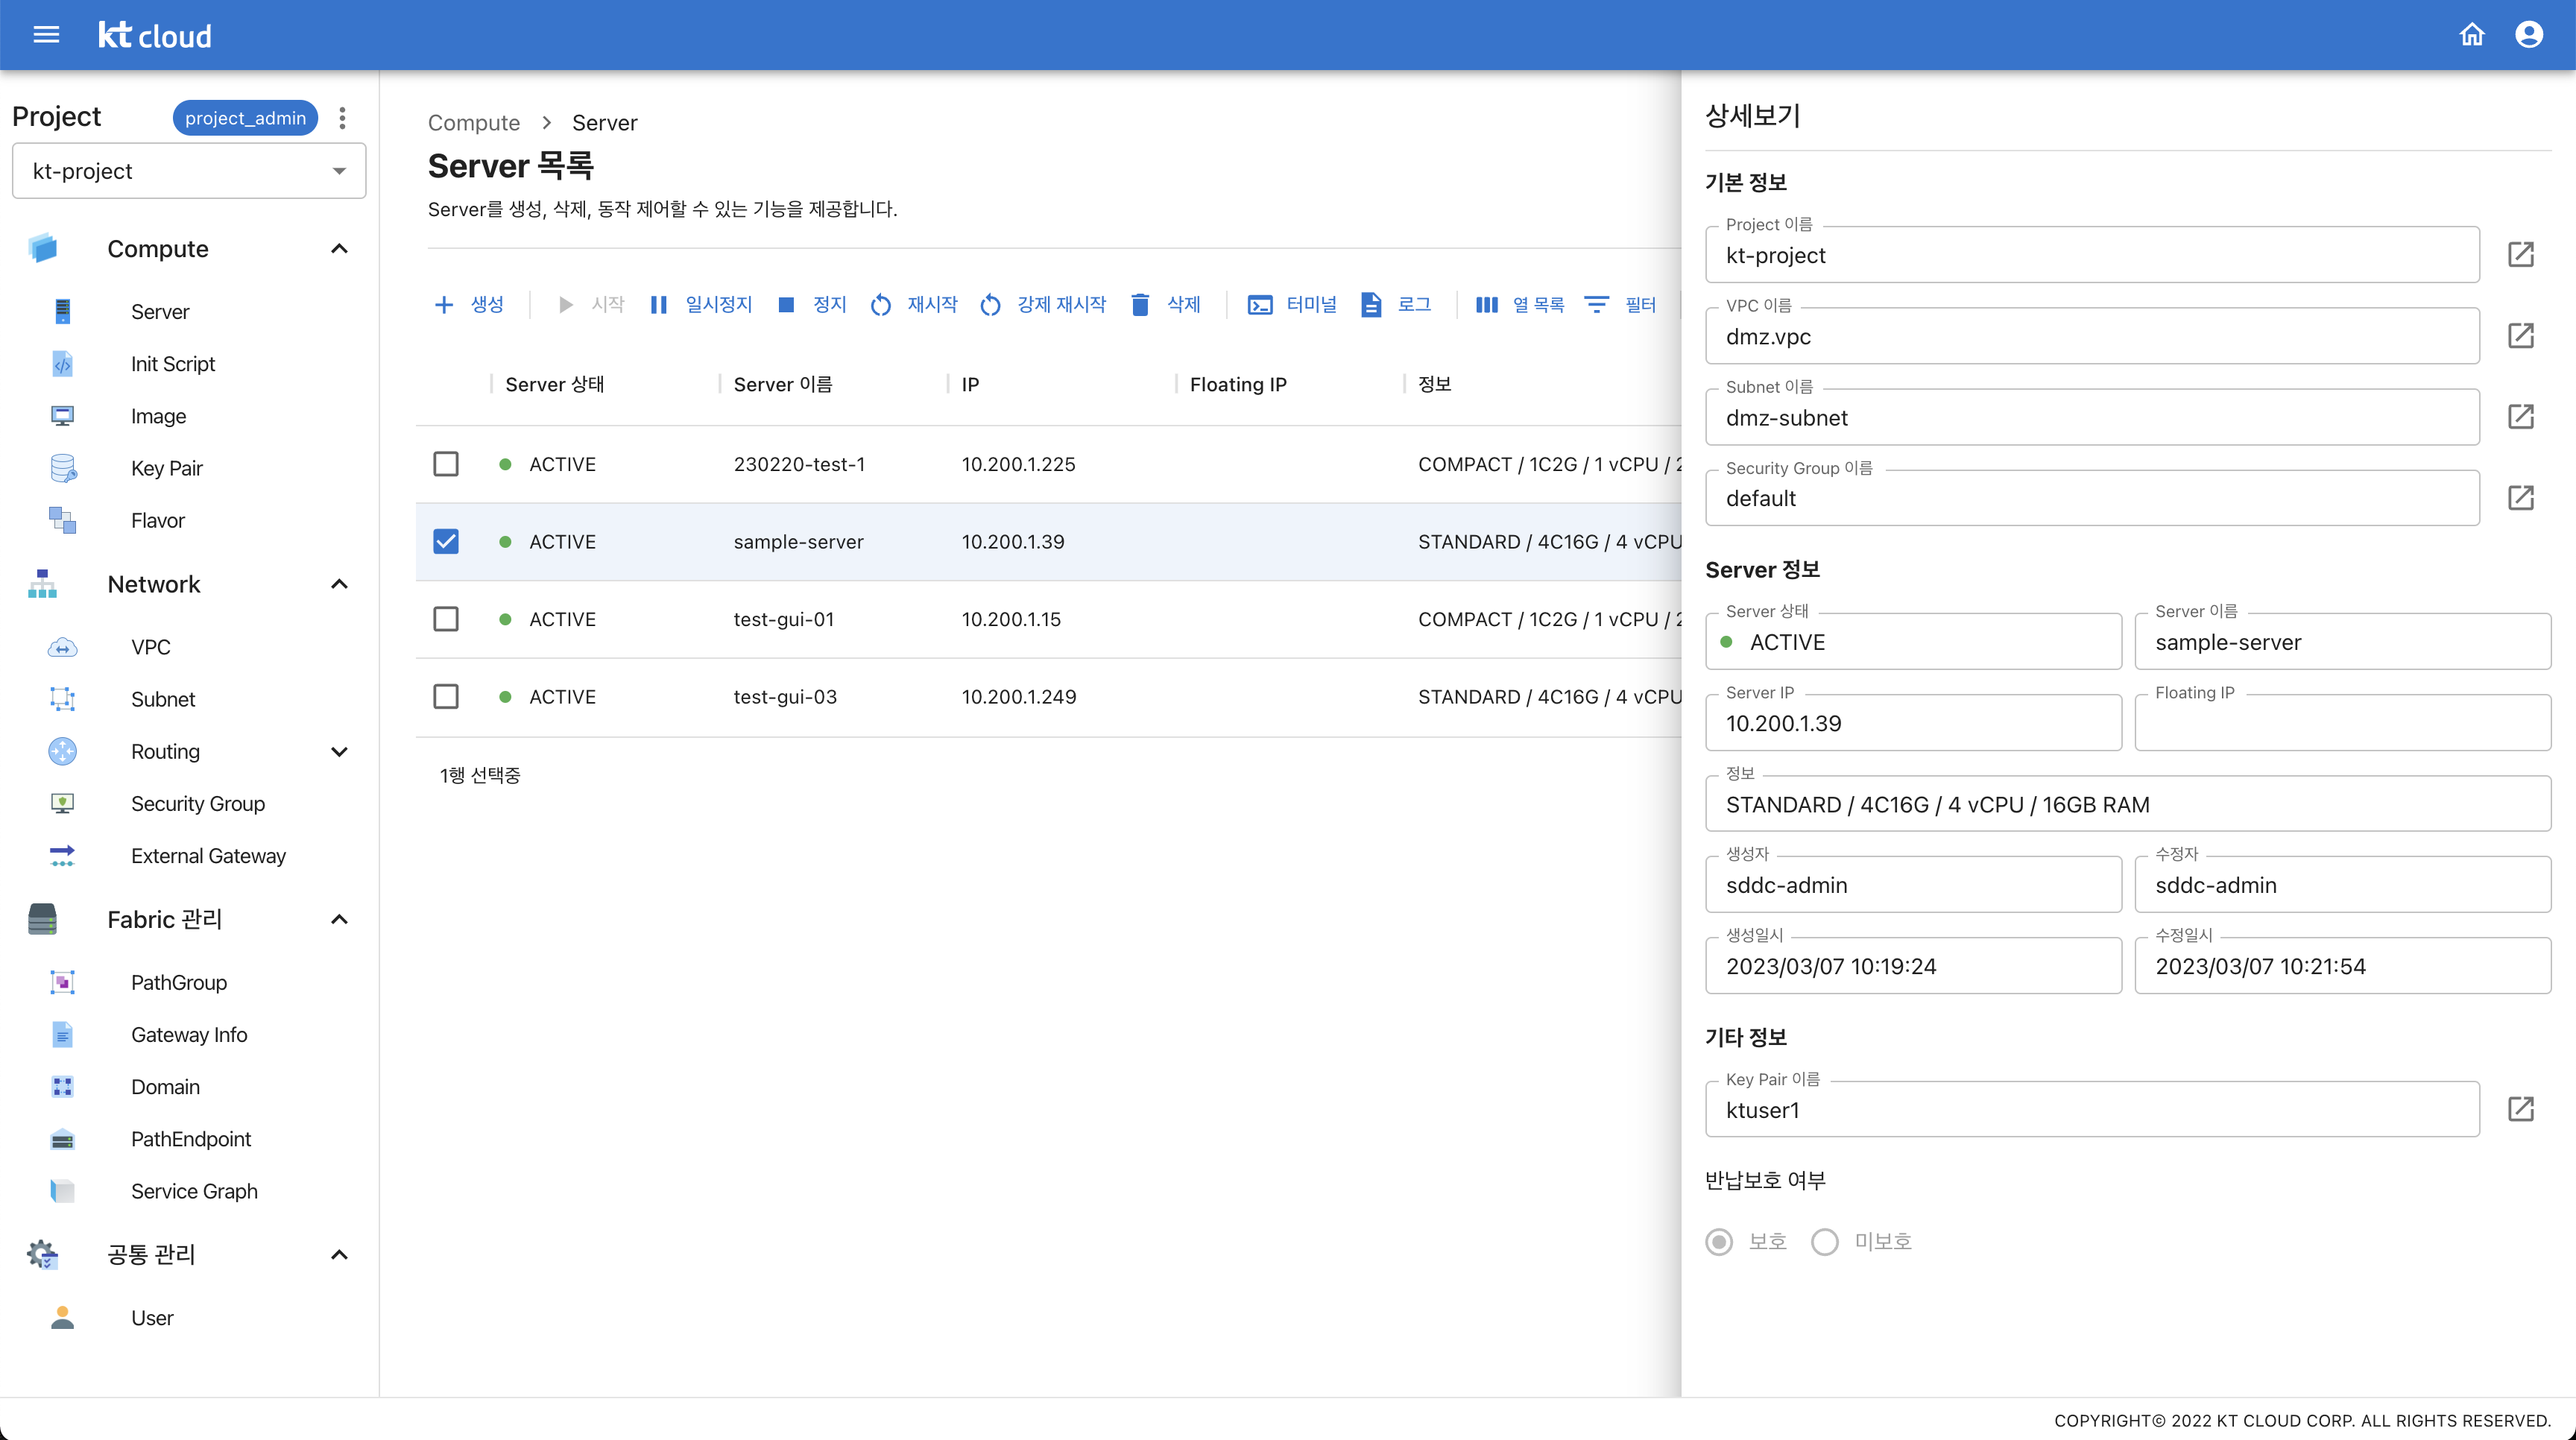 kt cloud
Project
project_admin
kt-project
Compute
Server
Init Script
Image
Key Pair
Flavor
Network
VPC
Subnet
Routing
Security Group
External Gateway
Fabric 관리
PathGroup
Gateway Info
Domain
PathEndpoint
Service Graph
공통 관리
User
Compute > Server
Server 목록
Server를 생성, 삭제, 동작 제어할 수 있는 기능을 제공합니다.
생성 시작 일시정지 정지 재시작 강제 재시작 삭제 터미널 로그 열 목록 필터
Server 상태 Server 이름 IP Floating IP 정보
ACTIVE 230220-test-1 10.200.1.225 COMPACT / 1C2G / 1 vCPU / 2
ACTIVE sample-server 10.200.1.39 STANDARD / 4C16G / 4 vCPU
ACTIVE test-gui-01 10.200.1.15 COMPACT / 1C2G / 1 vCPU / 2
ACTIVE test-gui-03 10.200.1.249 STANDARD / 4C16G / 4 vCPU
1행 선택중
상세보기
기본 정보
Project 이름
kt-project
VPC 이름
dmz.vpc
Subnet 이름
dmz-subnet
Security Group 이름
default
Server 정보
Server 상태 Server 이름
ACTIVE sample-server
Server IP Floating IP
10.200.1.39
정보
STANDARD / 4C16G / 4 vCPU / 16GB RAM
생성자 수정자
sddc-admin sddc-admin
생성일시 수정일시
2023/03/07 10:19:24 2023/03/07 10:21:54
기타 정보
Key Pair 이름
ktuser1
반납보호 여부
보호 미보호
COPYRIGHT© 2022 KT CLOUD CORP. ALL RIGHTS RESERVED.